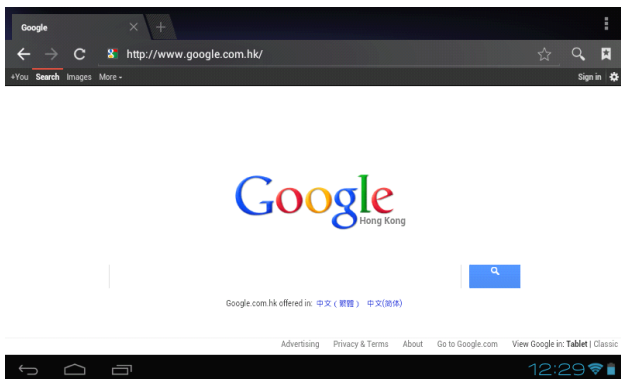 Google
http://www.google.com.hk/
+You Search Images More Sign in
Google
Hong Kong
Google.com.hk offered in: 中文 ( 繁體 ) 中文(简体)
Advertising Privacy & Terms About Go to Google.com View Google in: Tablet | Classic
12:29